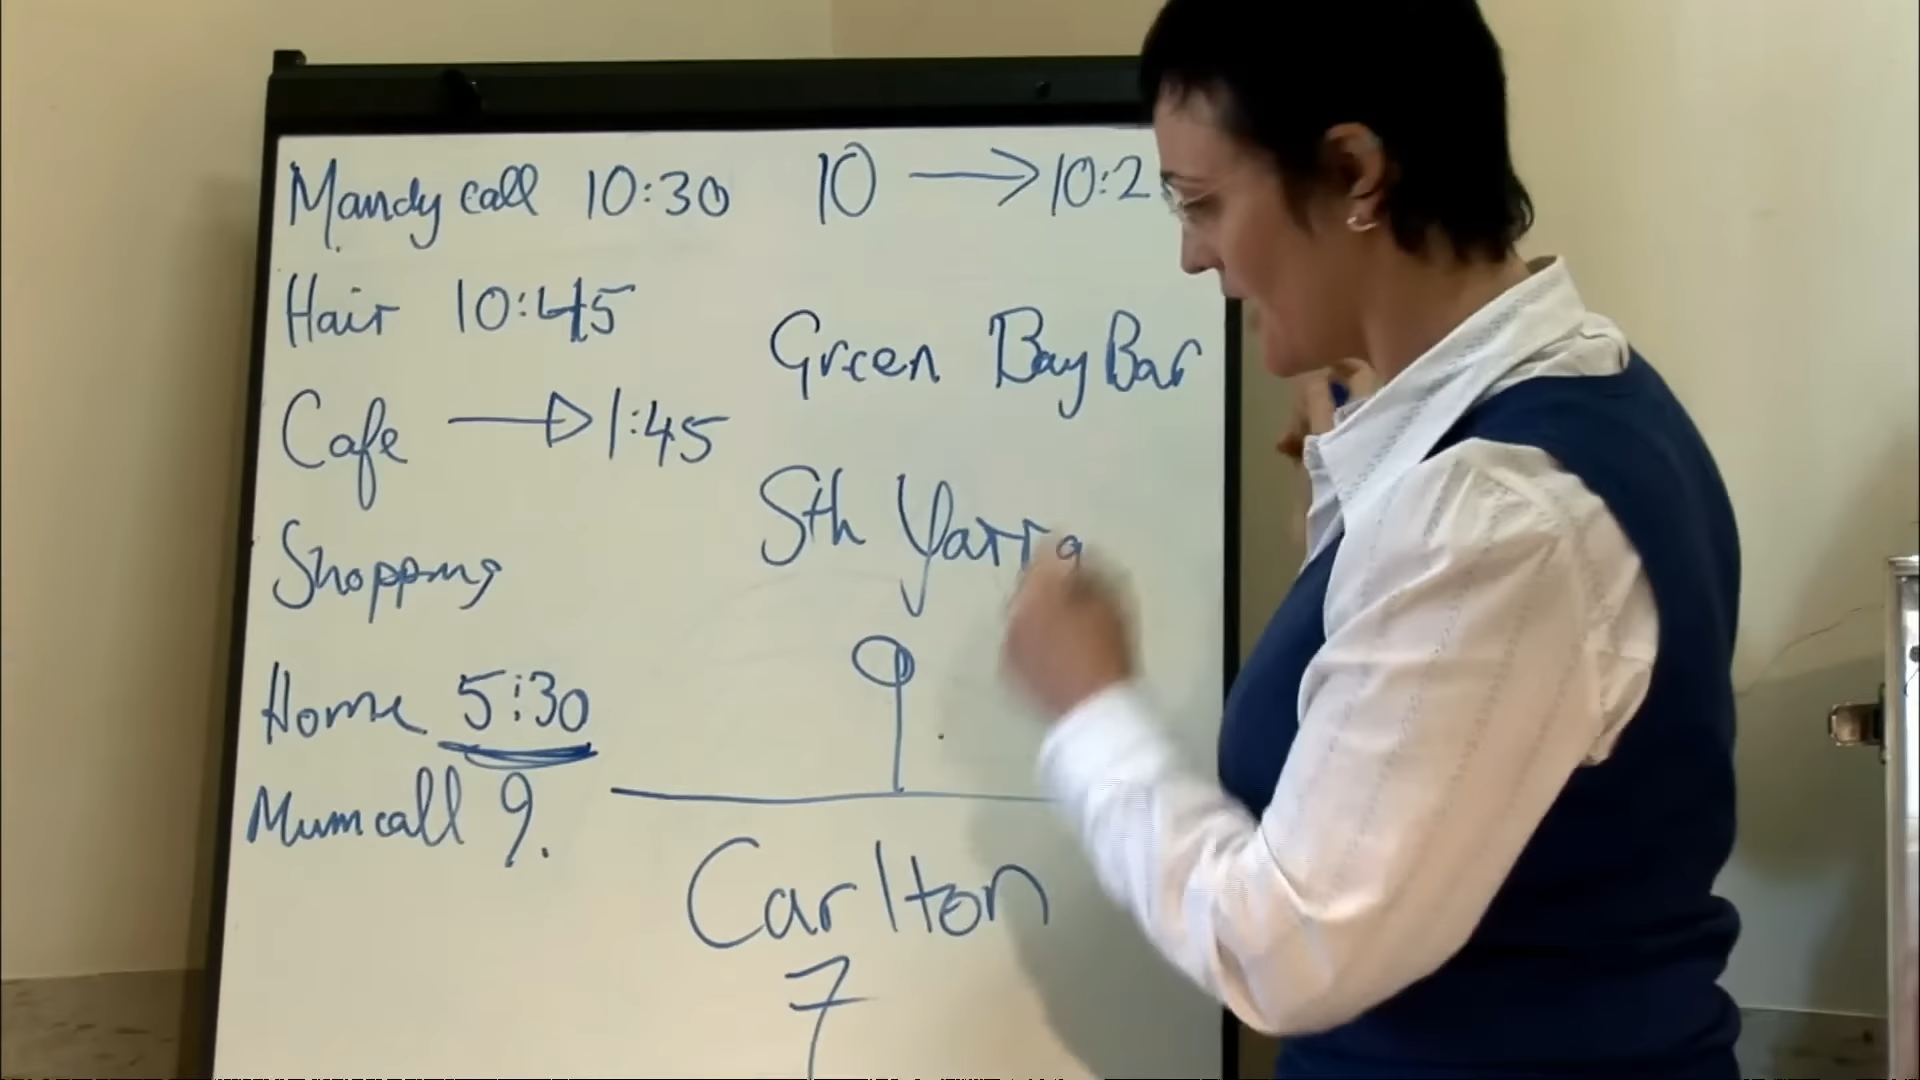 Mandy call 10:30
10 → 10:2
Hair 10:45
Green Bay Bar
Cafe → 1:45
Sth Yarra
Shopping
Home 5:30
Mum call 9.
Carlton
7